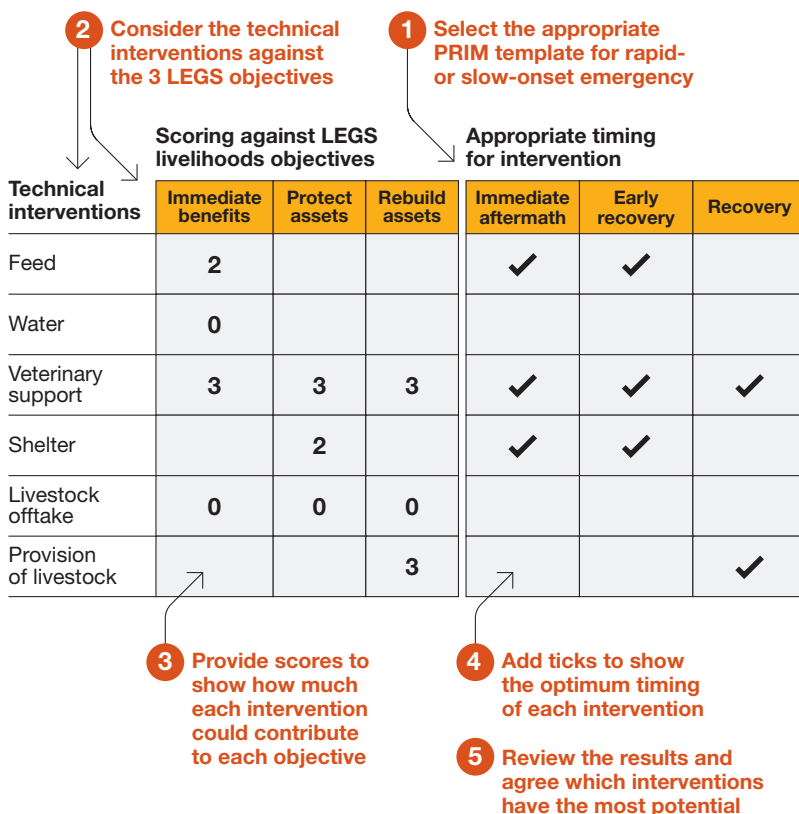 2 Consider the technical
interventions against
the 3 LEGS objectives
1 Select the appropriate
PRIM template for rapid-
or slow-onset emergency
Scoring against LEGS
livelihoods objectives
Appropriate timing
for intervention
Technical
interventions
Immediate
benefits
Protect
assets
Rebuild
assets
Immediate
aftermath
Early
recovery
Recovery
Feed
2
✓ ✓
Water
0
Veterinary
support
3 3 3 ✓ ✓ ✓
Shelter
2 ✓ ✓
Livestock
offtake
0 0 0
Provision
of livestock
3 ✓
3 Provide scores to
show how much
each intervention
could contribute
to each objective
4 Add ticks to show
the optimum timing
of each intervention
5 Review the results and
agree which interventions
have the most potential